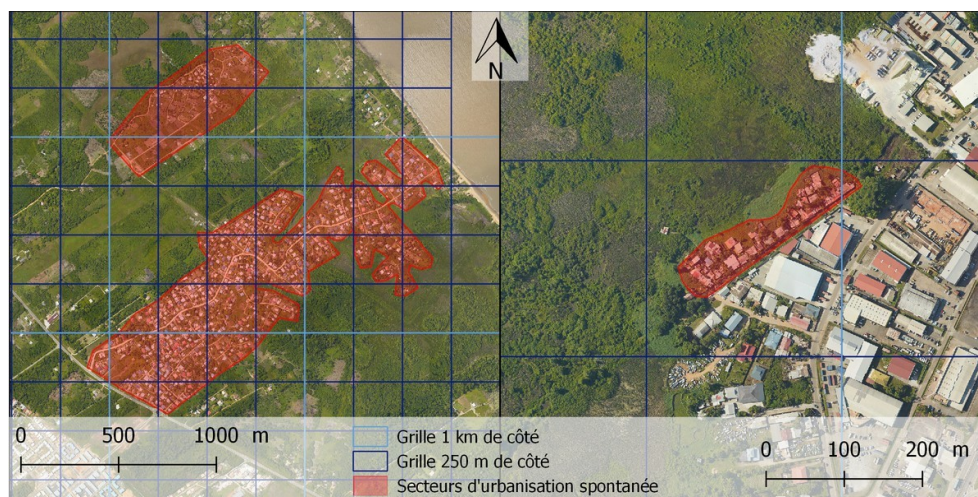 N
0 500 1000 m
Grille 1 km de côté
Grille 250 m de côté
Secteurs d'urbanisation spontanée
0 100 200 m